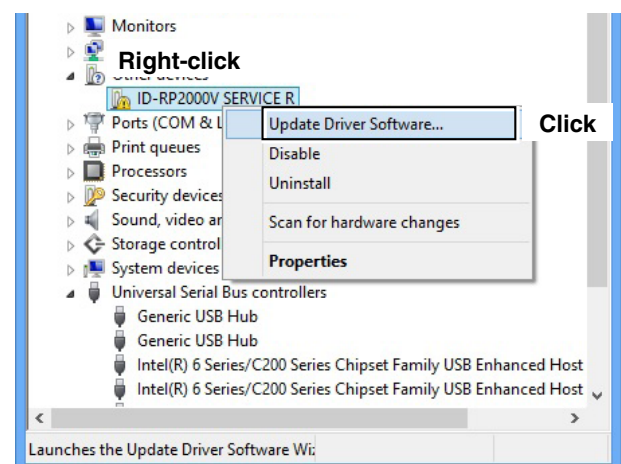 Monitors
Right-click
Other devices
ID-RP2000V SERVICE R
Ports (COM & L
Update Driver Software...
Click
Print queues
Disable
Processors
Uninstall
Security devices
Sound, video ar
Scan for hardware changes
Storage control
System devices
Properties
Universal Serial Bus controllers
Generic USB Hub
Generic USB Hub
Intel(R) 6 Series/C200 Series Chipset Family USB Enhanced Host
Intel(R) 6 Series/C200 Series Chipset Family USB Enhanced Host
Launches the Update Driver Software Wiz